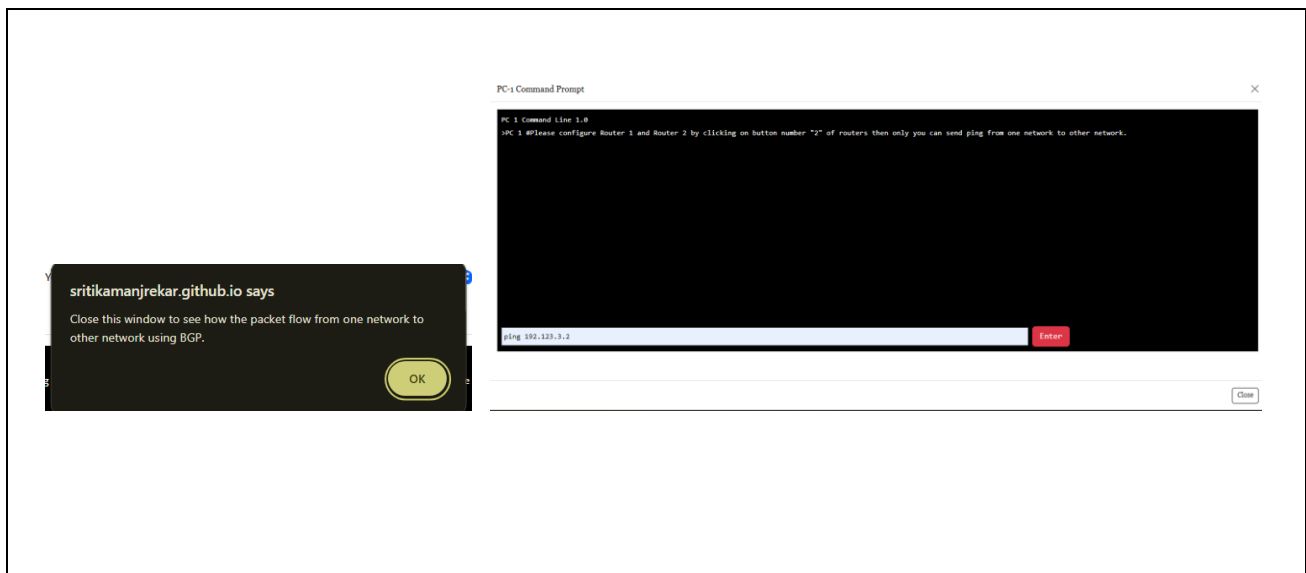 PC-1 Command Prompt
PC 1 Command Line 1.0
>PC 1 #Please configure Router 1 and Router 2 by clicking on button number "2" of routers then only you can send ping from one network to other network.
ping 192.123.3.2
Enter
Close
Y
sritikamanjrekar.github.io says
Close this window to see how the packet flow from one network to
other network using BGP.
OK
g